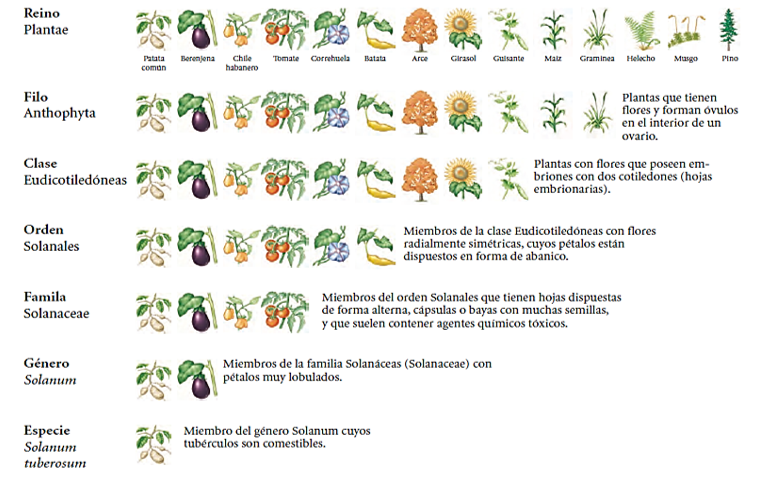 Reino
Plantae
Patata común
Berenjena
Chile habanero
Tomate
Correhuela
Batata
Arce
Girasol
Guisante
Maíz
Gramínea
Helecho
Musgo
Pino
Filo
Anthophyta
Plantas que tienen
flores y forman óvulos
en el interior de un
ovario.
Clase
Eudicotiledóneas
Plantas con flores que poseen em-
briones con dos cotiledones (hojas
embrionarias).
Orden
Solanales
Miembros de la clase Eudicotiledóneas con flores
radialmente simétricas, cuyos pétalos están
dispuestos en forma de abanico.
Famila
Solanaceae
Miembros del orden Solanales que tienen hojas dispuestas
de forma alterna, cápsulas o bayas con muchas semillas,
y que suelen contener agentes químicos tóxicos.
Género
Solanum
Miembros de la familia Solanáceas (Solanaceae) con
pétalos muy lobulados.
Especie
Solanum
tuberosum
Miembro del género Solanum cuyos
tubérculos son comestibles.